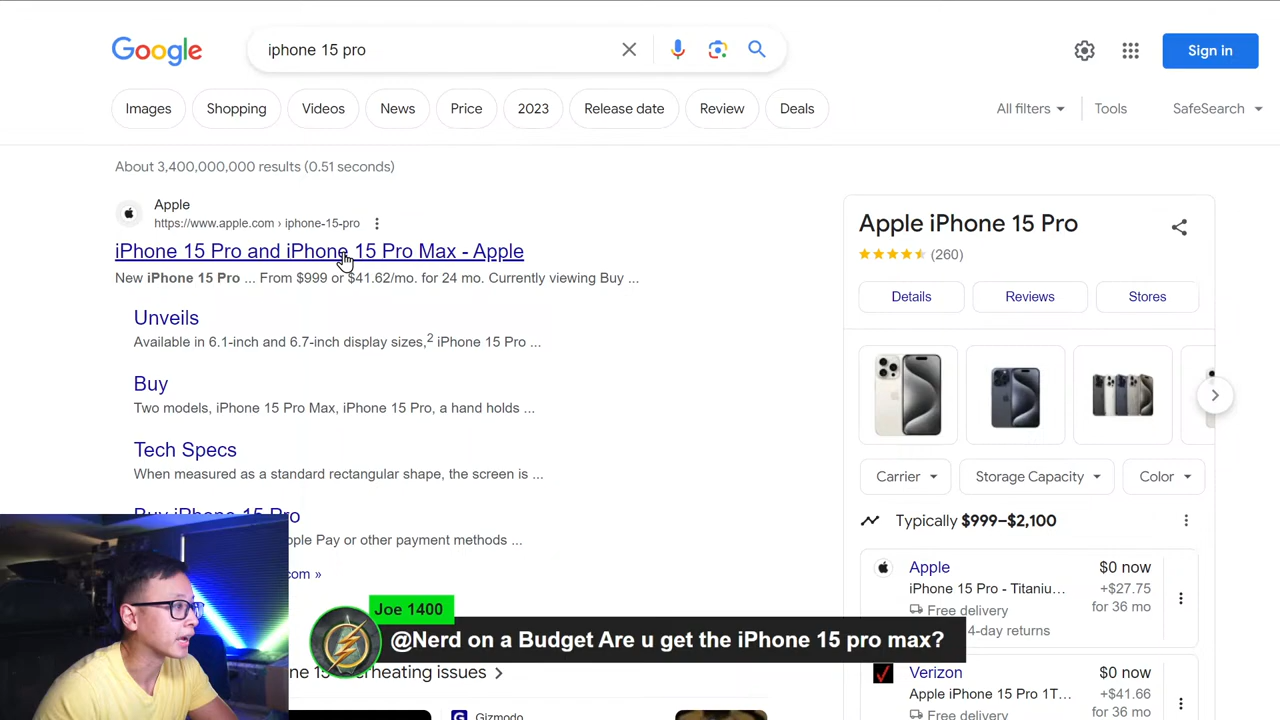 Google
iphone 15 pro
Sign in
Images
Shopping
Videos
News
Price
2023
Release date
Review
Deals
All filters
Tools
SafeSearch
About 3,400,000,000 results (0.51 seconds)
Apple
https://www.apple.com › iphone-15-pro
iPhone 15 Pro and iPhone 15 Pro Max - Apple
New iPhone 15 Pro ... From $999 or $41.62/mo. for 24 mo. Currently viewing Buy ...
Unveils
Available in 6.1-inch and 6.7-inch display sizes,2 iPhone 15 Pro ...
Buy
Two models, iPhone 15 Pro Max, iPhone 15 Pro, a hand holds ...
Tech Specs
When measured as a standard rectangular shape, the screen is ...
Buy iPhone 15 Pro
Pay or other payment methods ...
com »
Apple iPhone 15 Pro
(260)
Details
Reviews
Stores
Carrier
Storage Capacity
Color
Typically $999–$2,100
Apple
$0 now
iPhone 15 Pro - Titaniu...
+$27.75
Free delivery
for 36 mo
4-day returns
Verizon
$0 now
Apple iPhone 15 Pro 1T...
+$41.66
Free delivery
for 36 mo
Joe 1400
@Nerd on a Budget Are u get the iPhone 15 pro max?
15 issues
Gizmodo